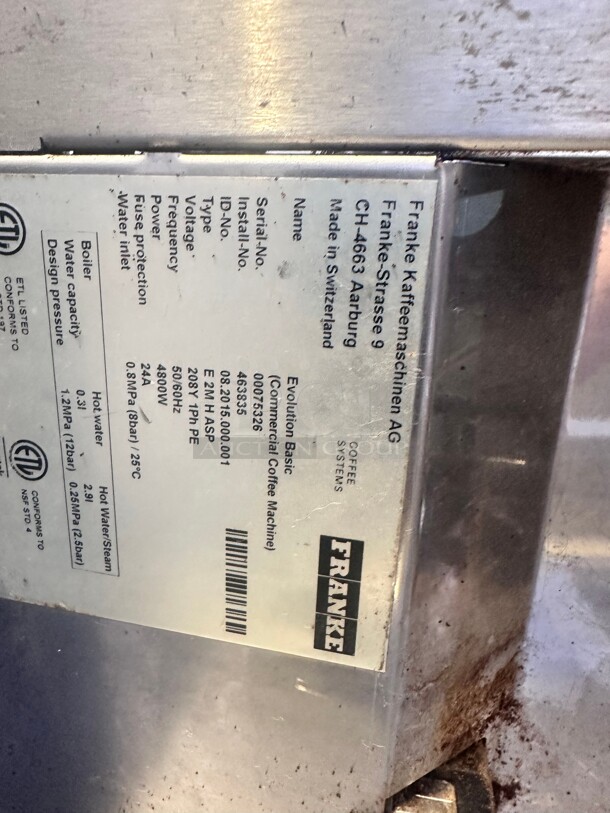 Franke Kaffeemaschinen AG
Franke-Strasse 9
CH-4663 Aarburg
Made in Switzerland
COFFEE
SYSTEMS
FRANKE
Name Evolution Basic
(Commercial Coffee Machine)
Serial-No. 00075326
Install-No. 463835
ID-No. 08.2015.000.001
Type E 2M H ASP
Voltage 208Y 1Ph PE
Frequency 50/60Hz
Power 4800W
Fuse protection 24A
Water inlet 0.8MPa (8bar) / 25°C
Boiler Hot water Hot Water/Steam
Water capacity 0.3l 2.9l
Design pressure 1.2MPa (12bar) 0.25MPa (2,5bar)
ETL
ETL LISTED
CONFORMS TO
ETL
CONFORMS TO
NSF STD. 4